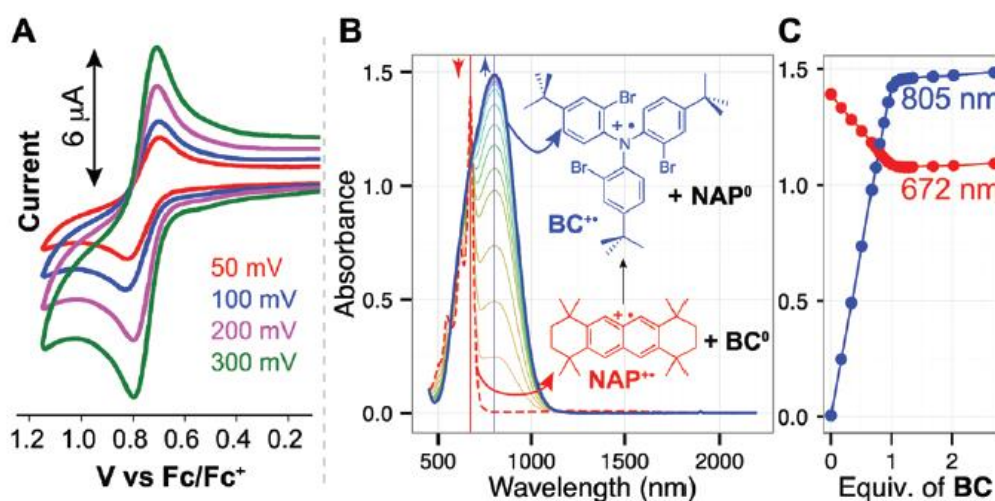 A
6 μA
Current
50 mV
100 mV
200 mV
300 mV
1.2 1.0 0.8 0.6 0.4 0.2
V vs Fc/Fc⁺
B
Absorbance
1.5
1.0
0.5
0.0
Br
Br
+•
N
Br
BC⁺•
+ NAP⁰
+•
NAP⁺•
+ BC⁰
500 1000 1500 2000
Wavelength (nm)
C
1.5
1.0
0.5
0.0
805 nm
672 nm
0 1 2
Equiv. of BC